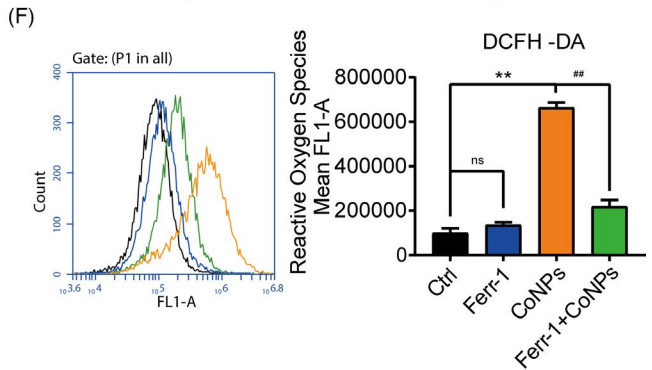 (F)
Gate: (P1 in all)
Count
400
300
200
100
0
10^3.6 10^4 10^5 10^6 10^6.8
FL1-A
DCFH -DA
Reactive Oxygen Species
Mean FL1-A
800000
600000
400000
200000
0
** ##
ns
Ctrl
Ferr-1
CoNPs
Ferr-1+CoNPs